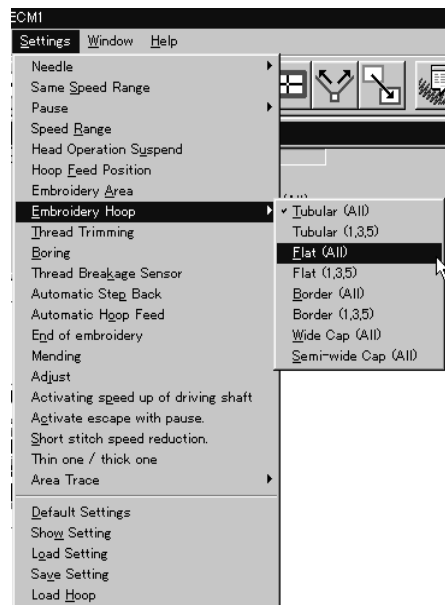 ECM1
Settings Window Help
Needle
Same Speed Range
Pause
Speed Range
Head Operation Suspend
Hoop Feed Position
Embroidery Area
(All)
Embroidery Hoop
Tubular (All)
Thread Trimming
Tubular (1,3,5)
Boring
Flat (All)
Thread Breakage Sensor
Flat (1,3,5)
Automatic Step Back
Border (All)
Automatic Hoop Feed
Border (1,3,5)
End of embroidery
Wide Cap (All)
Mending
Semi-wide Cap (All)
Adjust
Activating speed up of driving shaft
Activate escape with pause.
Short stitch speed reduction.
Thin one / thick one
Area Trace
Default Settings
Show Setting
Load Setting
Save Setting
Load Hoop